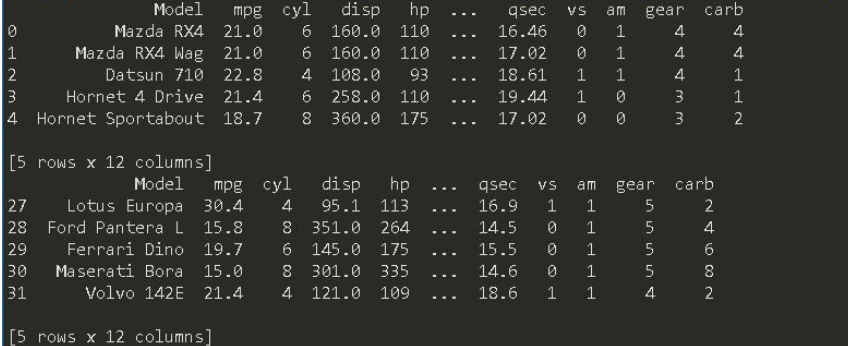 Model mpg cyl disp hp ... qsec vs am gear carb
0 Mazda RX4 21.0 6 160.0 110 ... 16.46 0 1 4 4
1 Mazda RX4 Wag 21.0 6 160.0 110 ... 17.02 0 1 4 4
2 Datsun 710 22.8 4 108.0 93 ... 18.61 1 1 4 1
3 Hornet 4 Drive 21.4 6 258.0 110 ... 19.44 1 0 3 1
4 Hornet Sportabout 18.7 8 360.0 175 ... 17.02 0 0 3 2
[5 rows x 12 columns]
Model mpg cyl disp hp ... qsec vs am gear carb
27 Lotus Europa 30.4 4 95.1 113 ... 16.9 1 1 5 2
28 Ford Pantera L 15.8 8 351.0 264 ... 14.5 0 1 5 4
29 Ferrari Dino 19.7 6 145.0 175 ... 15.5 0 1 5 6
30 Maserati Bora 15.0 8 301.0 335 ... 14.6 0 1 5 8
31 Volvo 142E 21.4 4 121.0 109 ... 18.6 1 1 4 2
[5 rows x 12 columns]